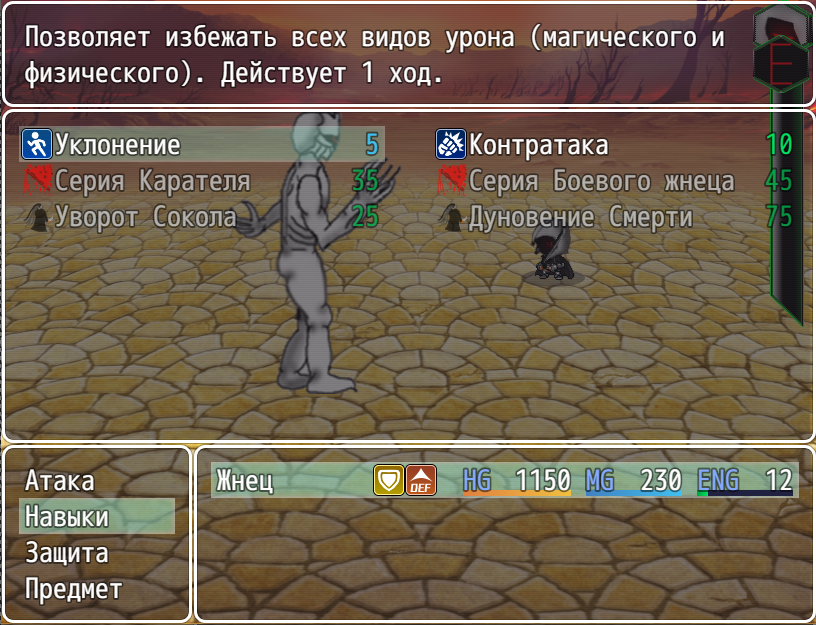 Позволяет избежать всех видов урона (магического и
физического). Действует 1 ход.
E
Уклонение 5 Контратака 10
Серия Карателя 35 Серия Боевого жнеца 45
Уворот Сокола 25 Дуновение Смерти 75
Атака
Навыки
Защита
Предмет
Жнец DEF HG 1150 MG 230 ENG 12